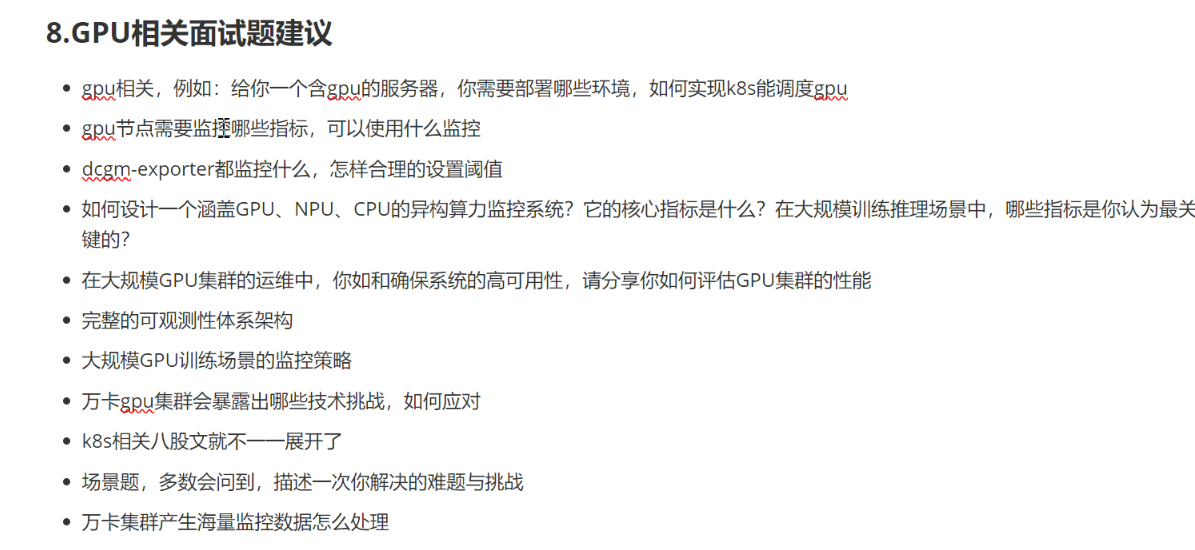 8.GPU相关面试题建议
gpu相关，例如：给你一个含gpu的服务器，你需要部署哪些环境，如何实现k8s能调度gpu
gpu节点需要监控哪些指标，可以使用什么监控
dcgm-exporter都监控什么，怎样合理的设置阈值
如何设计一个涵盖GPU、NPU、CPU的异构算力监控系统？它的核心指标是什么？在大规模训练推理场景中，哪些指标是你认为最关
键的？
在大规模GPU集群的运维中，你如和确保系统的高可用性，请分享你如何评估GPU集群的性能
完整的可观测性体系架构
大规模GPU训练场景的监控策略
万卡gpu集群会暴露出哪些技术挑战，如何应对
k8s相关八股文就不一一展开了
场景题，多数会问到，描述一次你解决的难题与挑战
万卡集群产生海量监控数据怎么处理